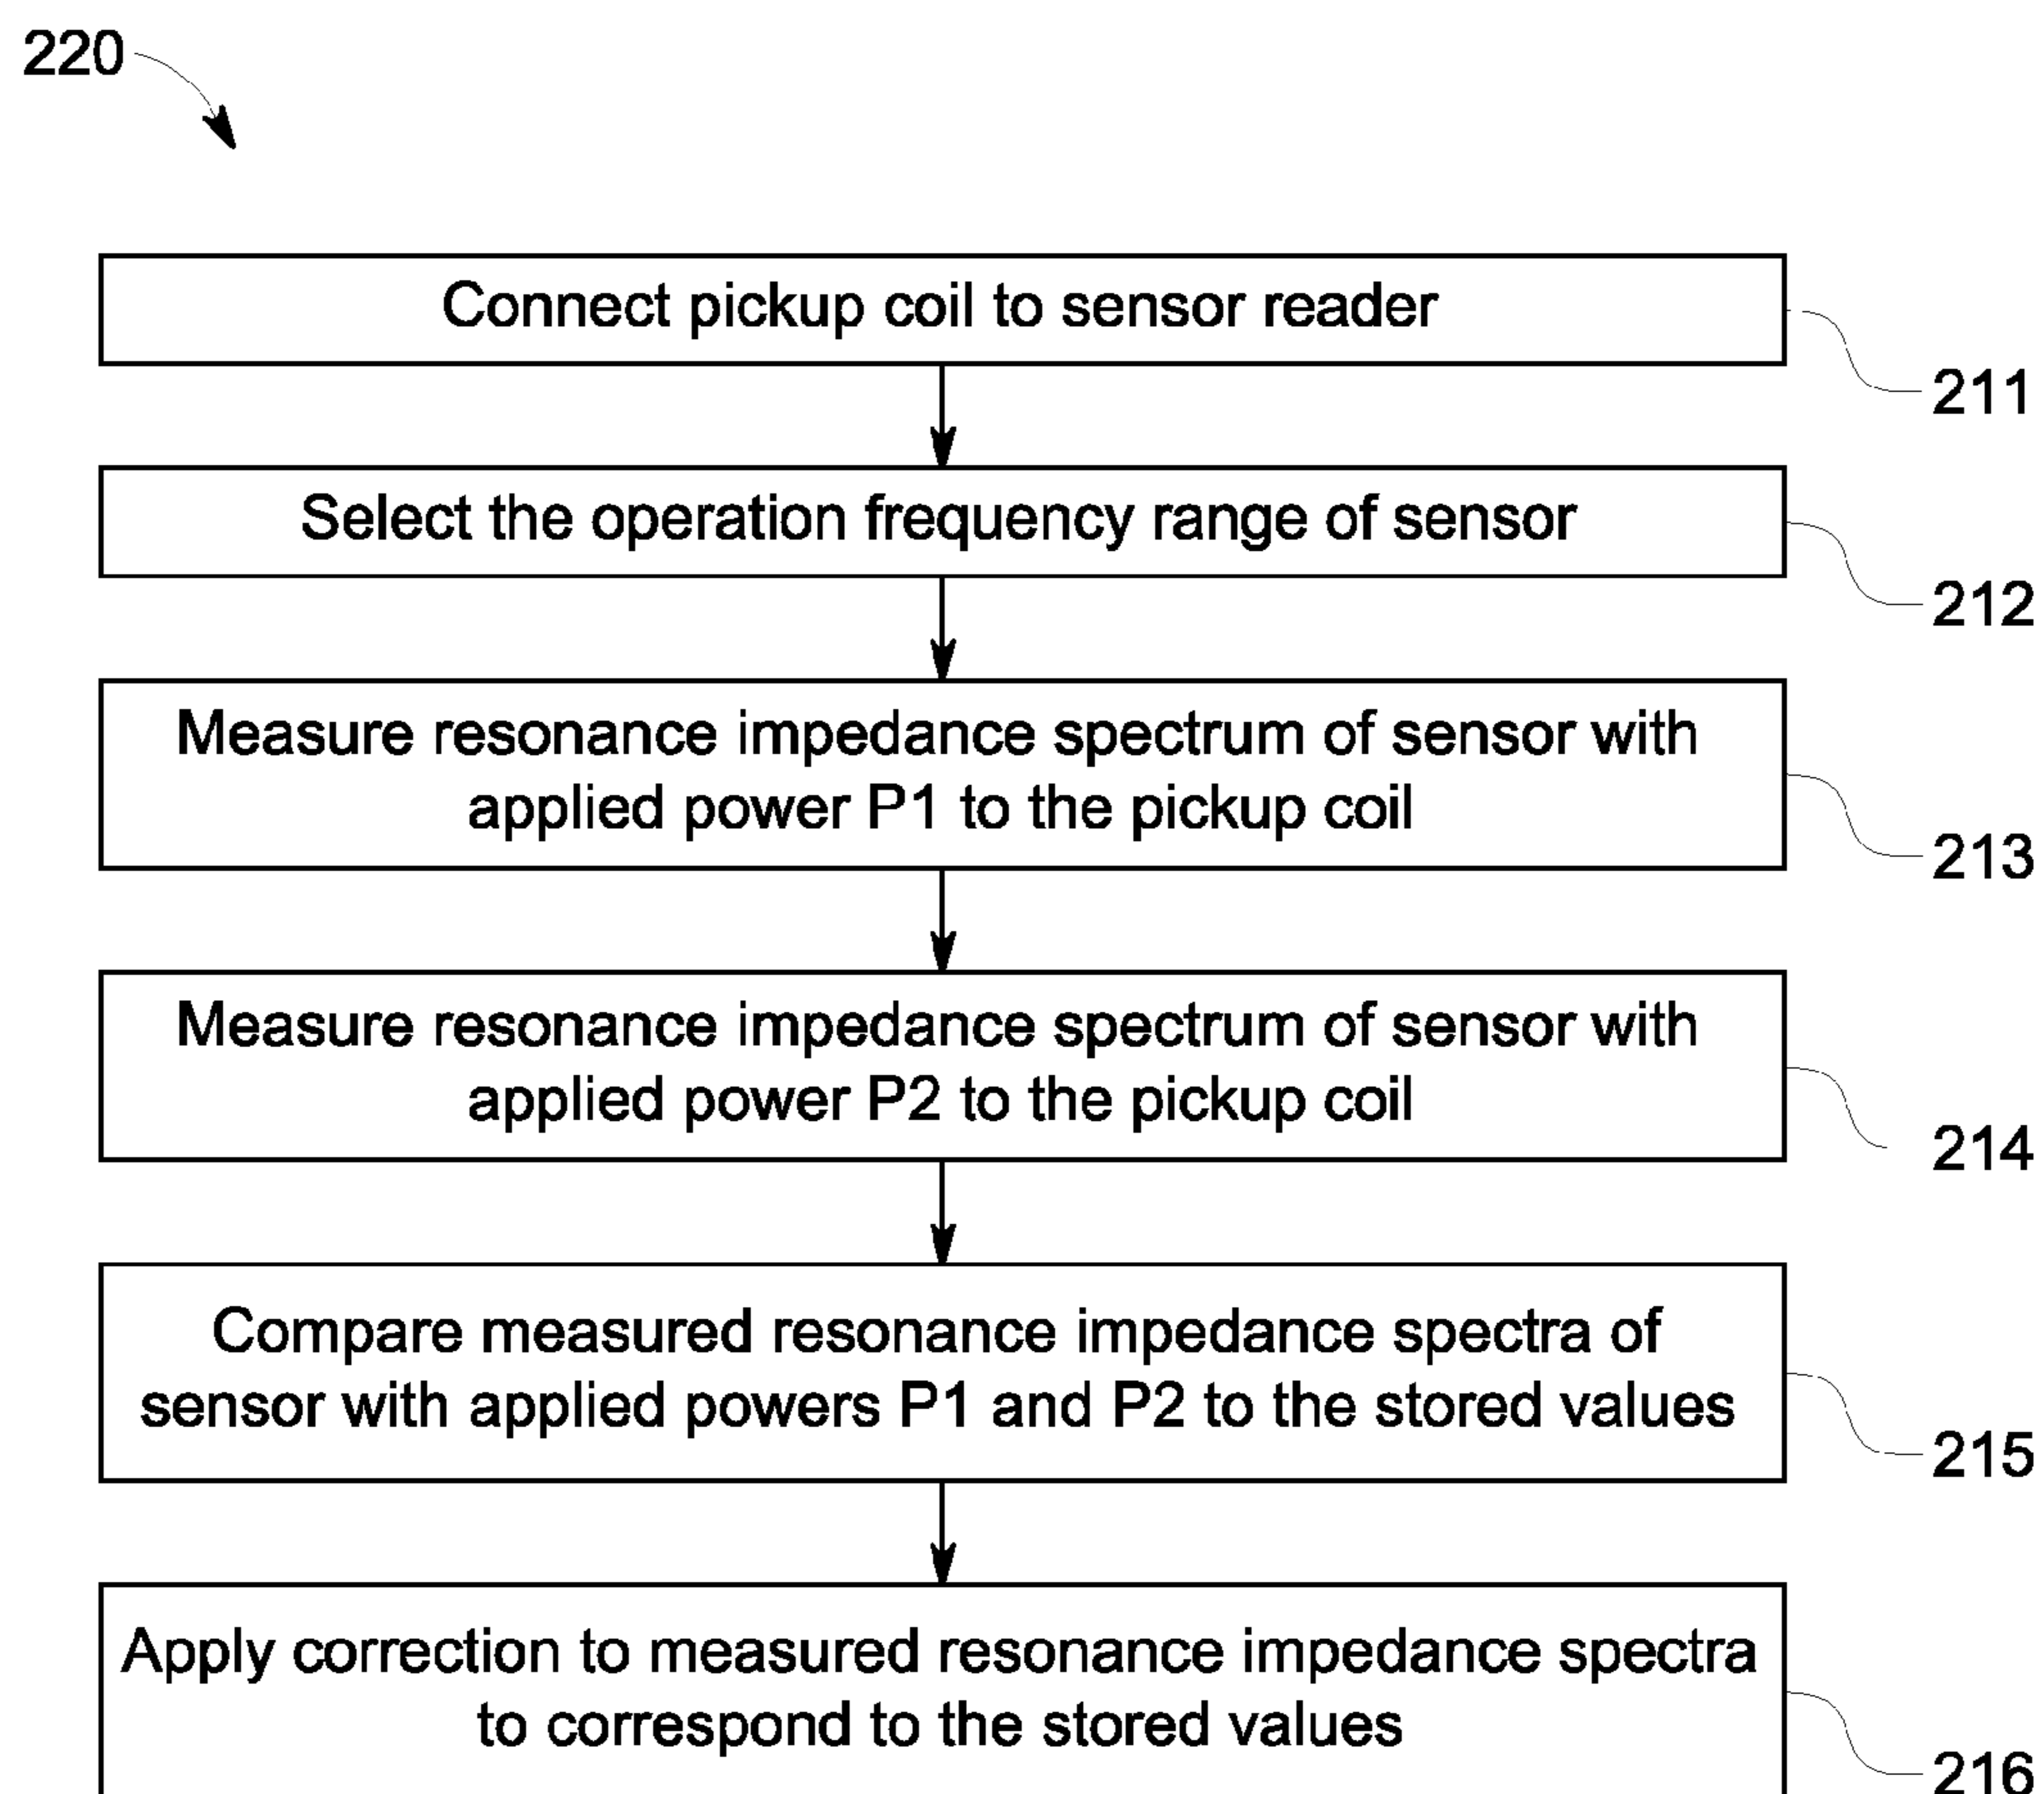 220
Connect pickup coil to sensor reader
211
Select the operation frequency range of sensor
212
Measure resonance impedance spectrum of sensor with
applied power P1 to the pickup coil
213
Measure resonance impedance spectrum of sensor with
applied power P2 to the pickup coil
214
Compare measured resonance impedance spectra of
sensor with applied powers P1 and P2 to the stored values
215
Apply correction to measured resonance impedance spectra
to correspond to the stored values
216